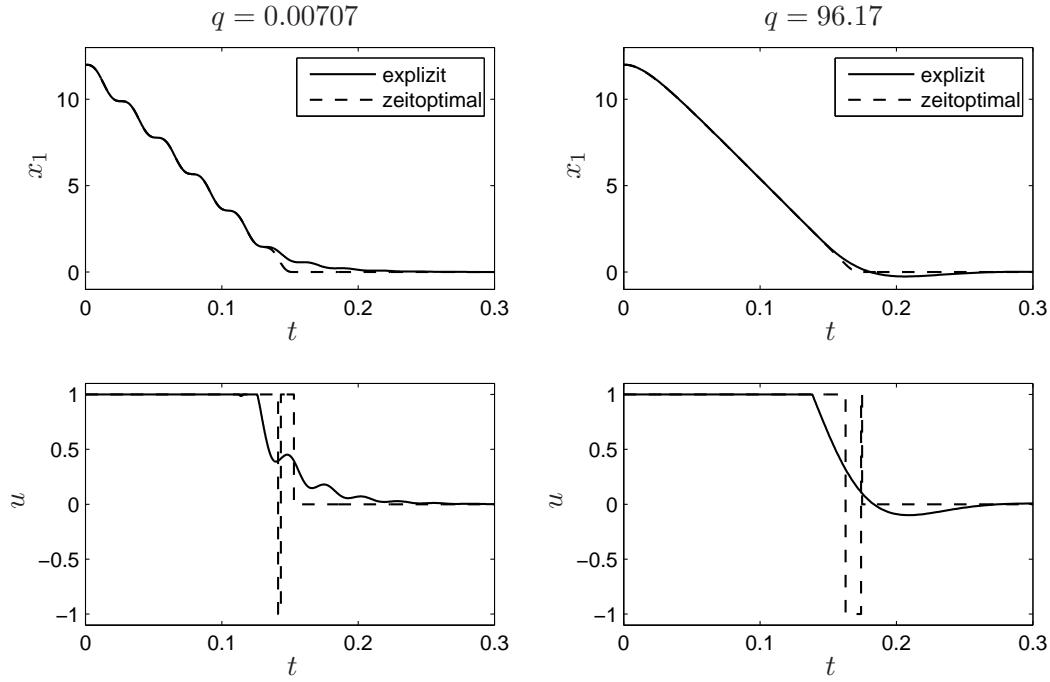 q = 0.00707
q = 96.17
explizit
zeitoptimal
10
5
0
x₁
0
0.1
0.2
0.3
t
explizit
zeitoptimal
10
5
0
x₁
0
0.1
0.2
0.3
t
1
0.5
0
−0.5
−1
u
0
0.1
0.2
0.3
t
1
0.5
0
−0.5
−1
u
0
0.1
0.2
0.3
t